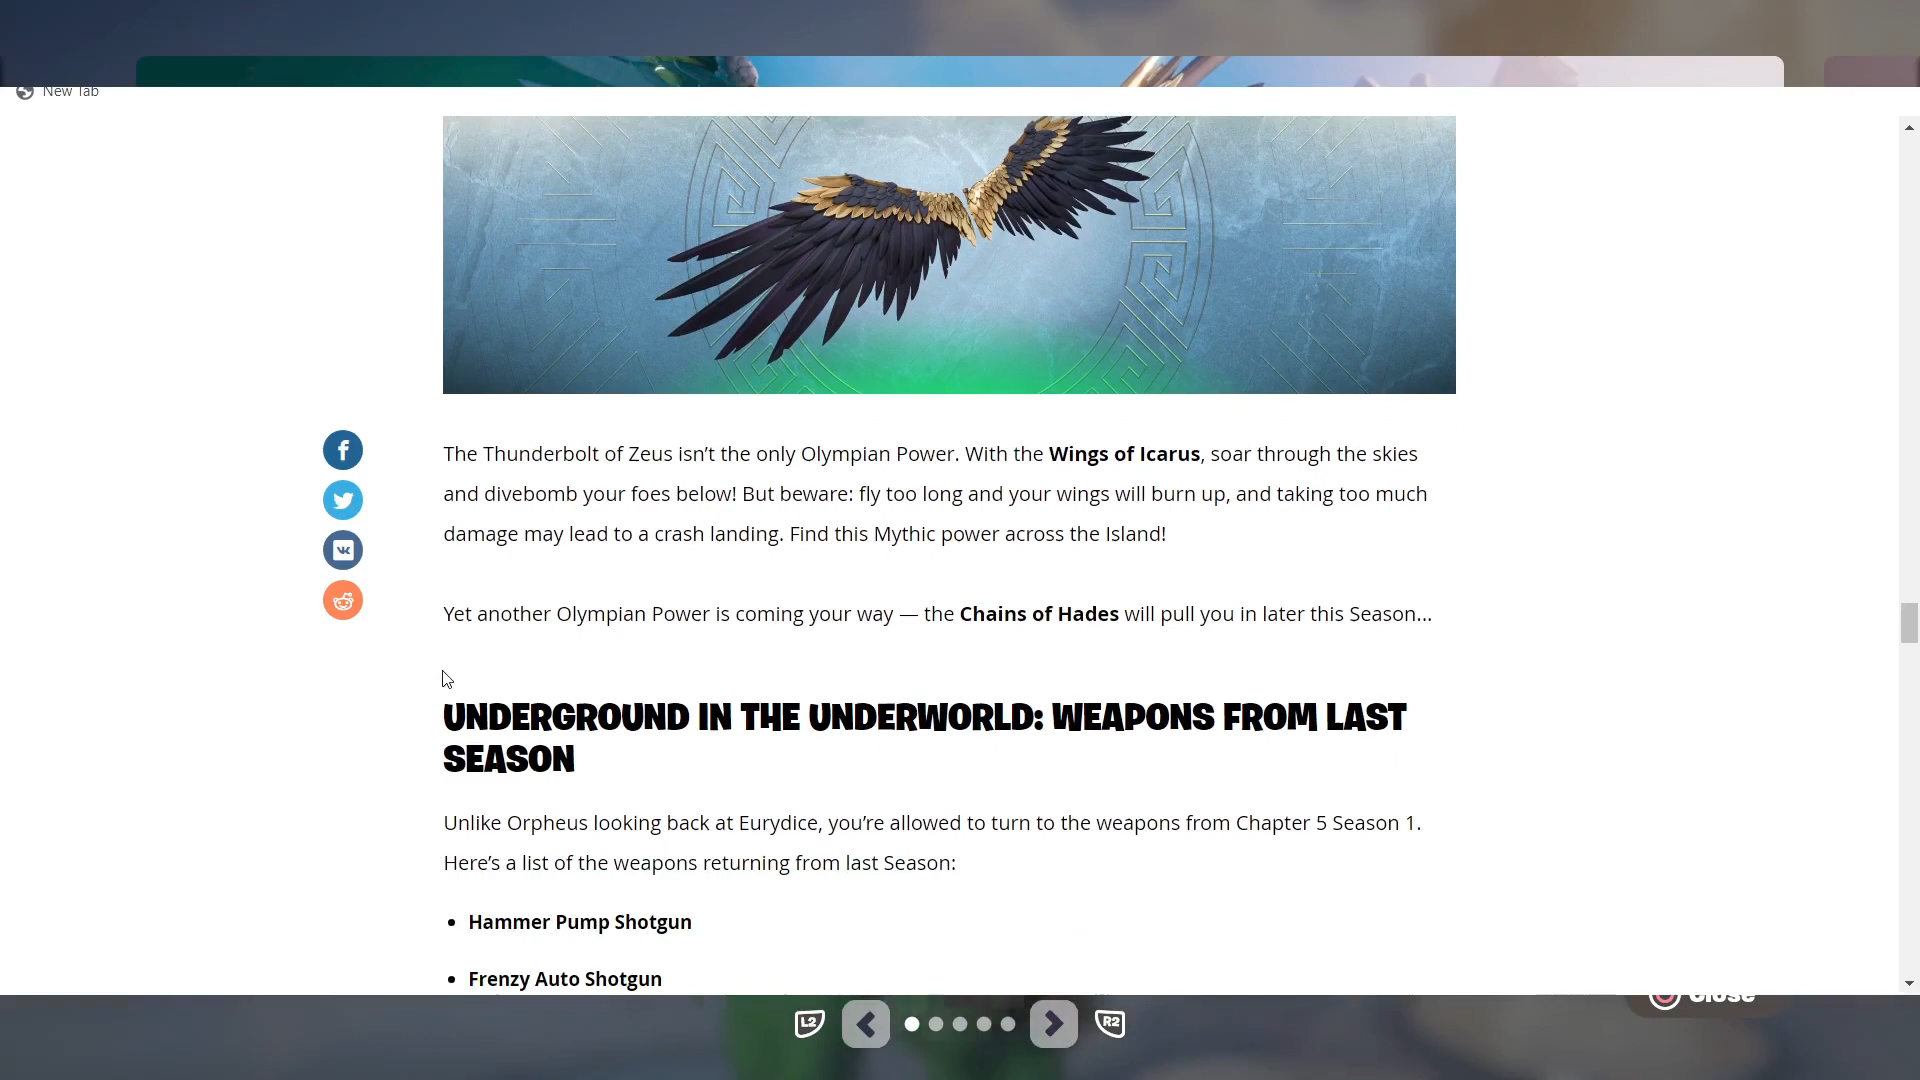 New Tab
The Thunderbolt of Zeus isn’t the only Olympian Power. With the Wings of Icarus, soar through the skies
and divebomb your foes below! But beware: fly too long and your wings will burn up, and taking too much
damage may lead to a crash landing. Find this Mythic power across the Island!
Yet another Olympian Power is coming your way — the Chains of Hades will pull you in later this Season...
UNDERGROUND IN THE UNDERWORLD: WEAPONS FROM LAST
SEASON
Unlike Orpheus looking back at Eurydice, you’re allowed to turn to the weapons from Chapter 5 Season 1.
Here’s a list of the weapons returning from last Season:
• Hammer Pump Shotgun
• Frenzy Auto Shotgun
Close
L2
R2